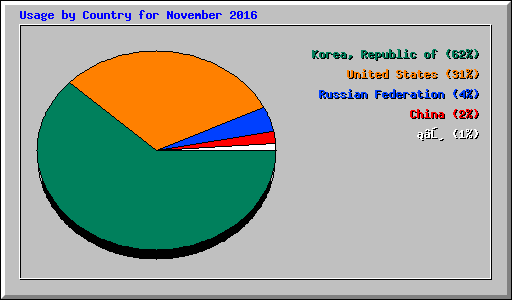 Usage by Country for November 2016
Korea, Republic of (62%)
United States (31%)
Russian Federation (4%)
China (2%)
(1%)